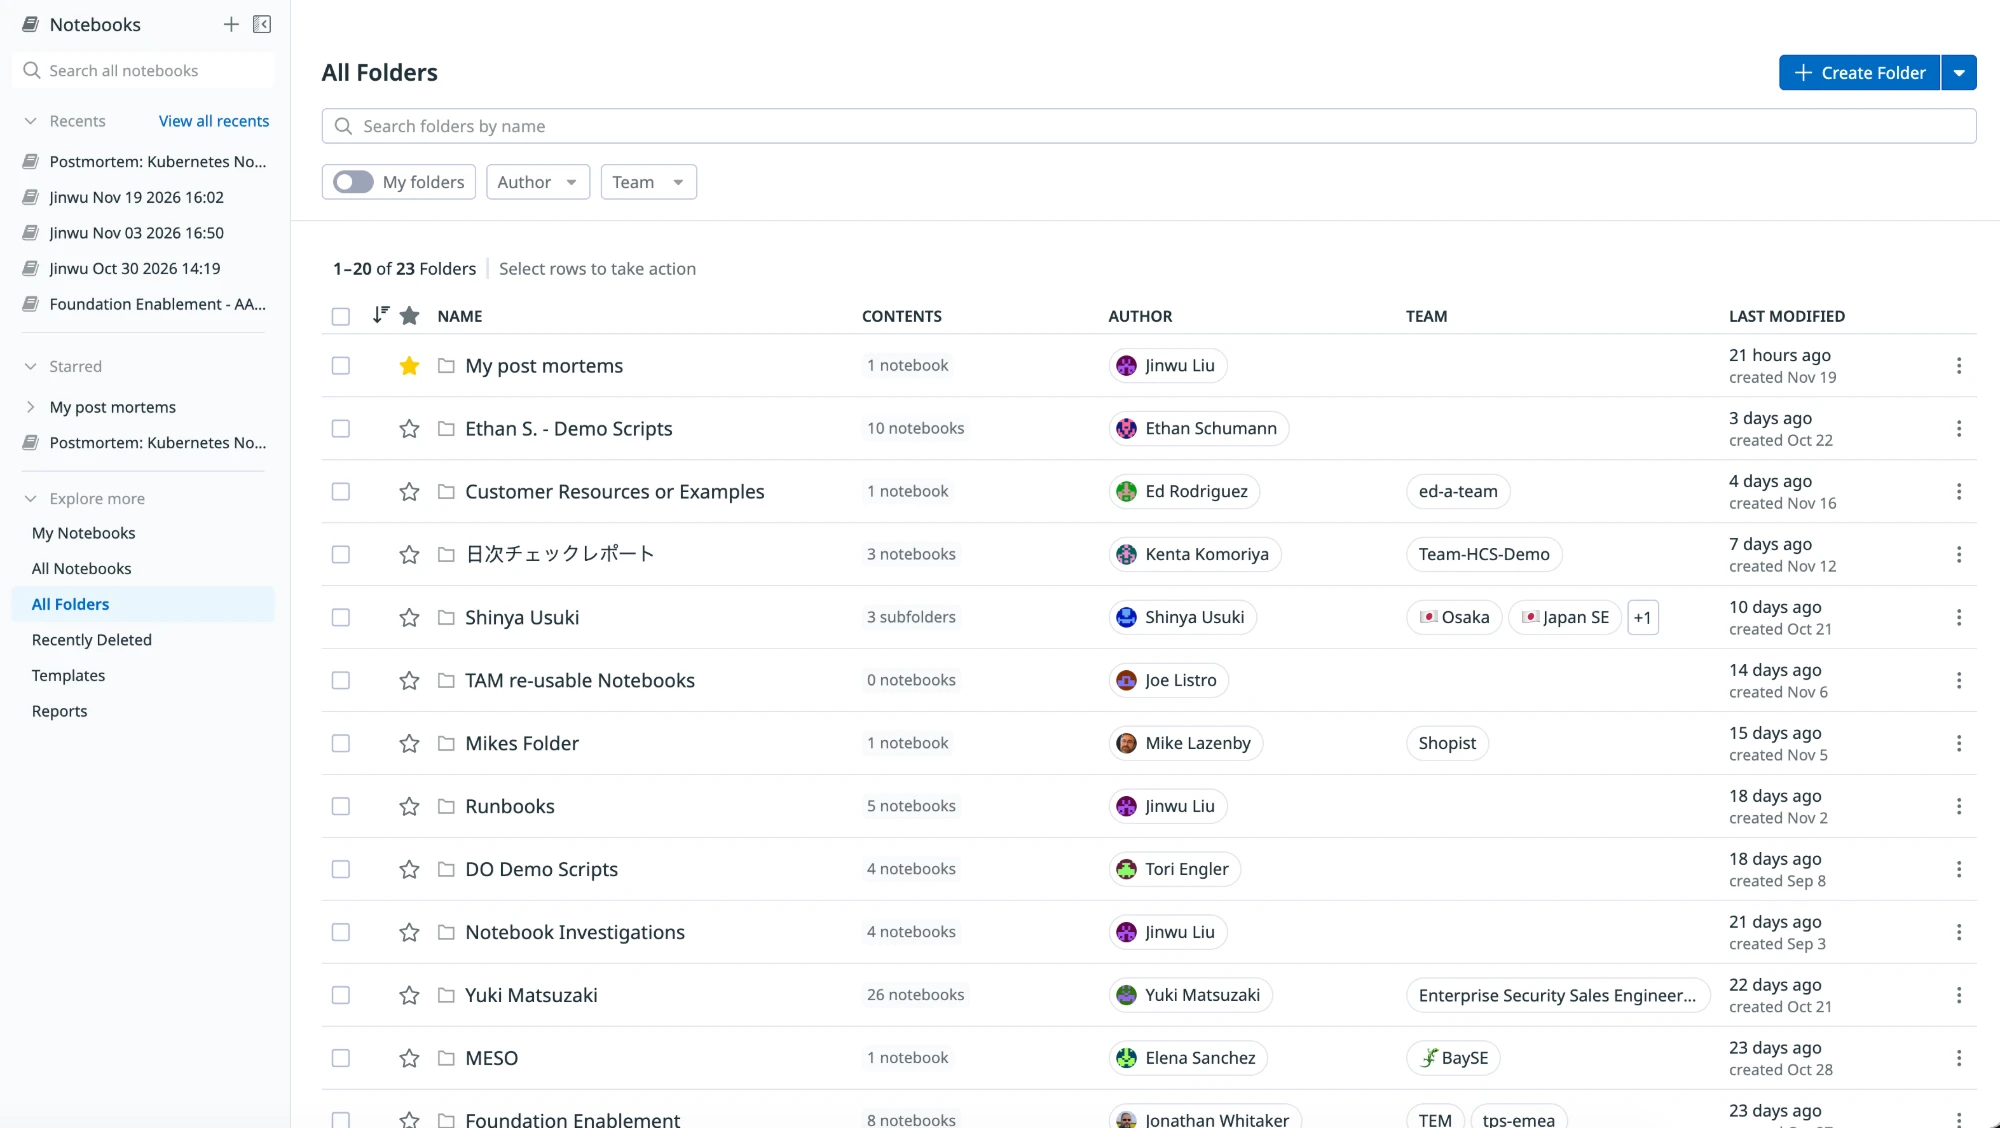 Notebooks
Search all notebooks
Recents View all recents
Postmortem: Kubernetes No...
Jinwu Nov 19 2026 16:02
Jinwu Nov 03 2026 16:50
Jinwu Oct 30 2026 14:19
Foundation Enablement - AA...
Starred
My post mortems
Postmortem: Kubernetes No...
Explore more
My Notebooks
All Notebooks
All Folders
Recently Deleted
Templates
Reports
All Folders
Create Folder
Search folders by name
My folders Author Team
1–20 of 23 Folders Select rows to take action
NAME CONTENTS AUTHOR TEAM LAST MODIFIED
My post mortems 1 notebook Jinwu Liu 21 hours ago
created Nov 19
Ethan S. - Demo Scripts 10 notebooks Ethan Schumann 3 days ago
created Oct 22
Customer Resources or Examples 1 notebook Ed Rodriguez ed-a-team 4 days ago
created Nov 16
日次チェックレポート 3 notebooks Kenta Komoriya Team-HCS-Demo 7 days ago
created Nov 12
Shinya Usuki 3 subfolders Shinya Usuki Osaka Japan SE +1 10 days ago
created Oct 21
TAM re-usable Notebooks 0 notebooks Joe Listro 14 days ago
created Nov 6
Mikes Folder 1 notebook Mike Lazenby Shopist 15 days ago
created Nov 5
Runbooks 5 notebooks Jinwu Liu 18 days ago
created Nov 2
DO Demo Scripts 4 notebooks Tori Engler 18 days ago
created Sep 8
Notebook Investigations 4 notebooks Jinwu Liu 21 days ago
created Sep 3
Yuki Matsuzaki 26 notebooks Yuki Matsuzaki Enterprise Security Sales Engineer... 22 days ago
created Oct 21
MESO 1 notebook Elena Sanchez BaySE 23 days ago
created Oct 28
Foundation Enablement 8 notebooks Jonathan Whitaker TEM tps-emea 23 days ago